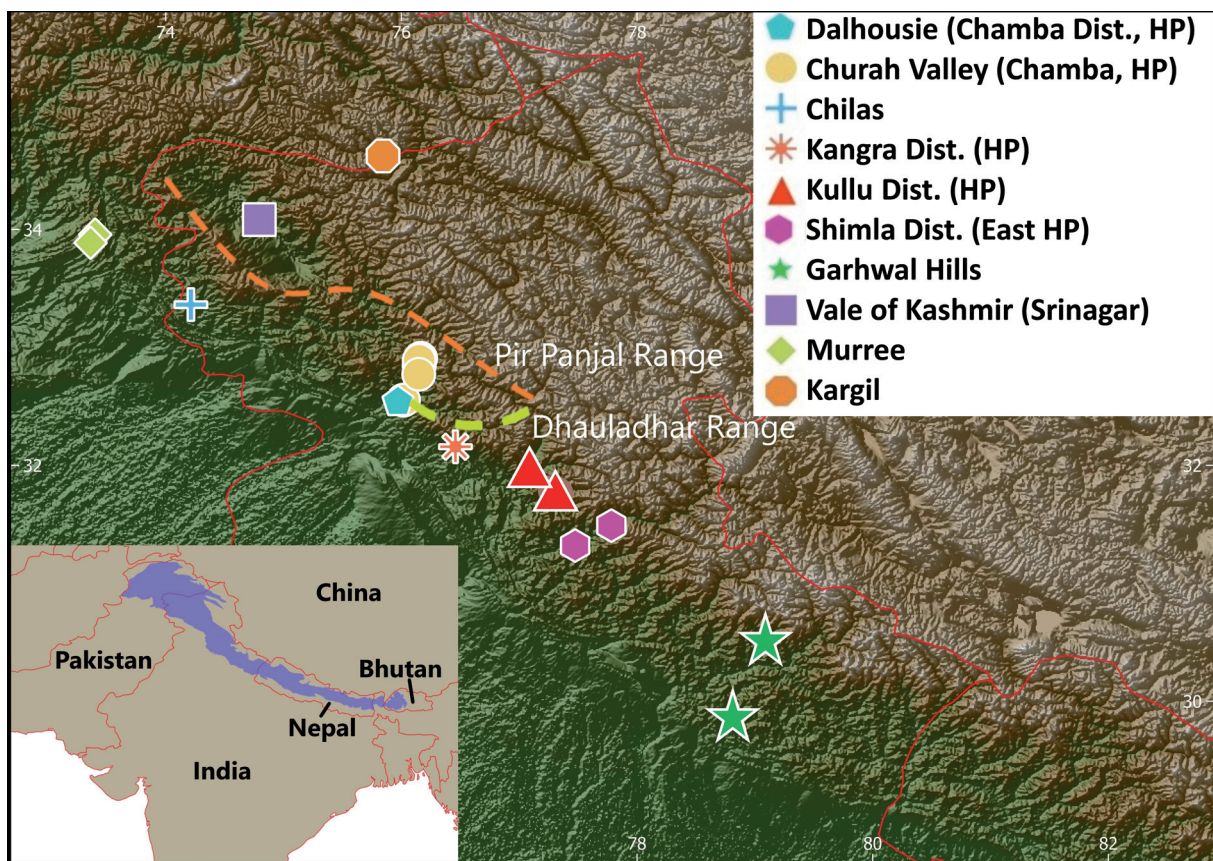 74
76
78
Dalhousie (Chamba Dist., HP)
Churah Valley (Chamba, HP)
Chilas
Kangra Dist. (HP)
Kullu Dist. (HP)
Shimla Dist. (East HP)
Garhwal Hills
Vale of Kashmir (Srinagar)
Murree
Kargil
34
Pir Panjal Range
Dhauladhar Range
32
32
China
Pakistan
Bhutan
Nepal
India
30
78
80
82